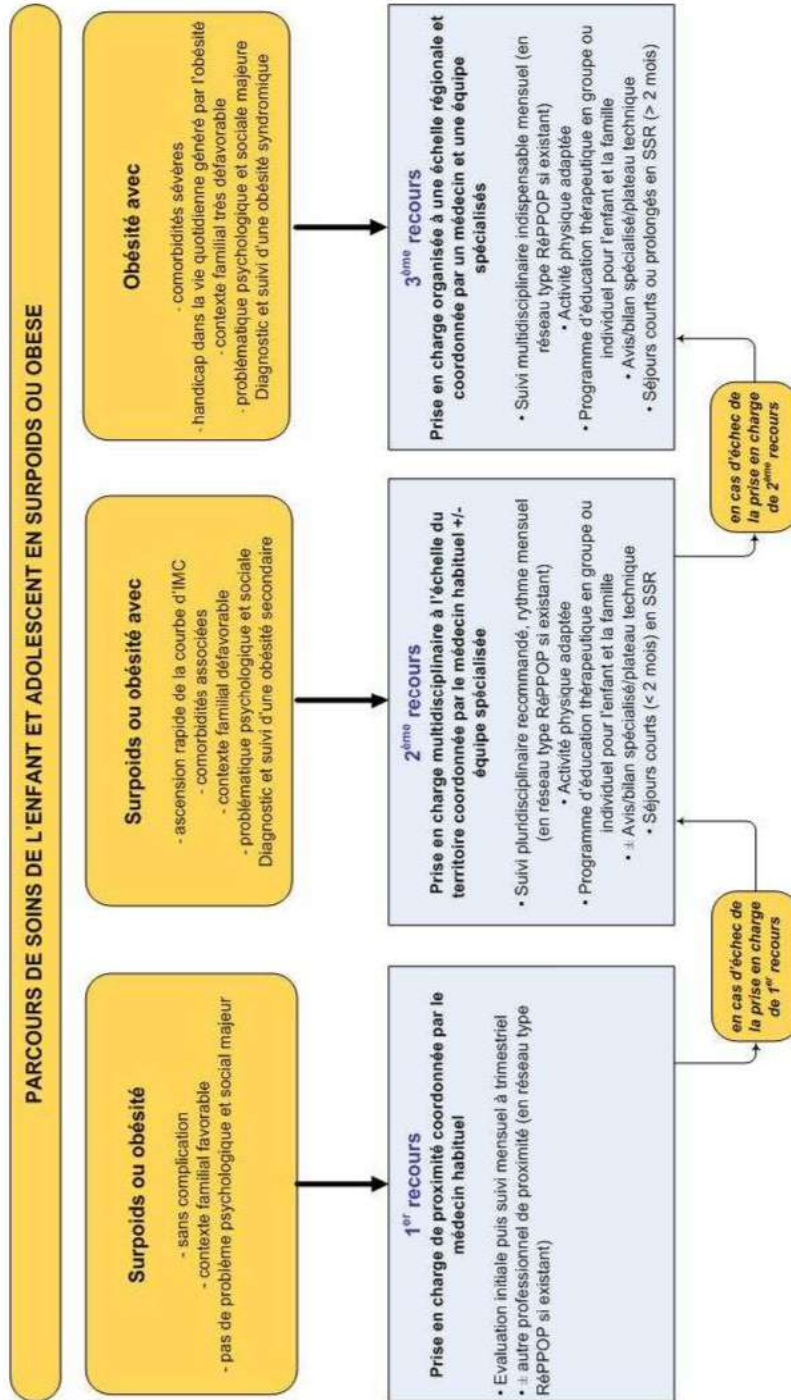 PARCOURS DE SOINS DE L'ENFANT ET ADOLESCENT EN SURPOIDS OU OBESE
Surpoids ou obésité
- sans complication
- contexte familial favorable
- pas de problème psychologique et social majeur
1er recours
Prise en charge de proximité coordonnée par le
médecin habituel
• Evaluation initiale puis suivi mensuel à trimestriel
• ± autre professionnel de proximité (en réseau type
RéPPOP si existant)
en cas d'échec de
la prise en charge
de 1er recours
Surpoids ou obésité avec
- ascension rapide de la courbe d'IMC
- comorbidités associées
- contexte familial défavorable
- problématique psychologique et sociale
Diagnostic et suivi d'une obésité secondaire
2ème recours
Prise en charge multidisciplinaire à l'échelle du
territoire coordonnée par le médecin habituel +/-
équipe spécialisée
• Suivi pluridisciplinaire recommandé, rythme mensuel
(en réseau type RéPPOP si existant)
• Activité physique adaptée
• Programme d'éducation thérapeutique en groupe ou
individuel pour l'enfant et la famille
• ± Avis/bilan spécialisé/plateau technique
• Séjours courts (< 2 mois) en SSR
en cas d'échec de
la prise en charge
de 2ème recours
Obésité avec
- comorbidités sévères
- handicap dans la vie quotidienne généré par l'obésité
- contexte familial très défavorable
- problématique psychologique et sociale majeure
Diagnostic et suivi d'une obésité syndromique
3ème recours
Prise en charge organisée à une échelle régionale et
coordonnée par un médecin et une équipe
spécialisés
• Suivi multidisciplinaire indispensable mensuel (en
réseau type RéPPOP si existant)
• Activité physique adaptée
• Programme d'éducation thérapeutique en groupe ou
individuel pour l'enfant et la famille
• Avis/bilan spécialisé/plateau technique
• Séjours courts ou prolongés en SSR (> 2 mois)